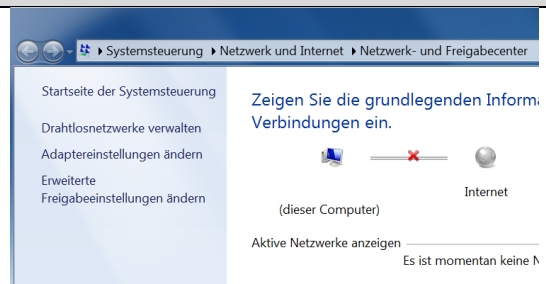 Systemsteuerung Netzwerk und Internet Netzwerk- und Freigabecenter
Startseite der Systemsteuerung
Drahtlosnetzwerke verwalten
Adaptereinstellungen ändern
Erweiterte
Freigabeeinstellungen ändern
Zeigen Sie die grundlegenden Informa
Verbindungen ein.
Internet
(dieser Computer)
Aktive Netzwerke anzeigen
Es ist momentan keine N